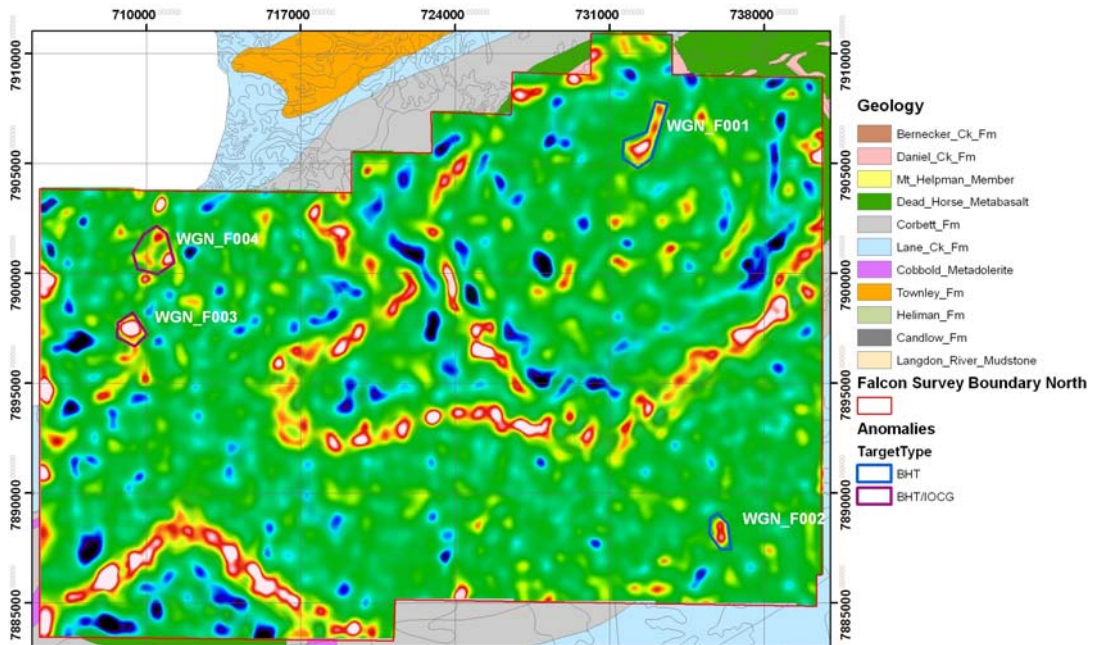 710000 717000 724000 731000 738000
7910000 7910000
WGN_F001
7905000 7905000
WGN_F004
7900000 7900000
WGN_F003
7895000 7895000
7890000 7890000
WGN_F002
7885000 7885000
Geology
Bernecker_Ck_Fm
Daniel_Ck_Fm
Mt_Helpman_Member
Dead_Horse_Metabasalt
Corbett_Fm
Lane_Ck_Fm
Cobbold_Metadolerite
Townley_Fm
Heliman_Fm
Candlow_Fm
Langdon_River_Mudstone
Falcon Survey Boundary North
Anomalies
TargetType
BHT
BHT/IOCG